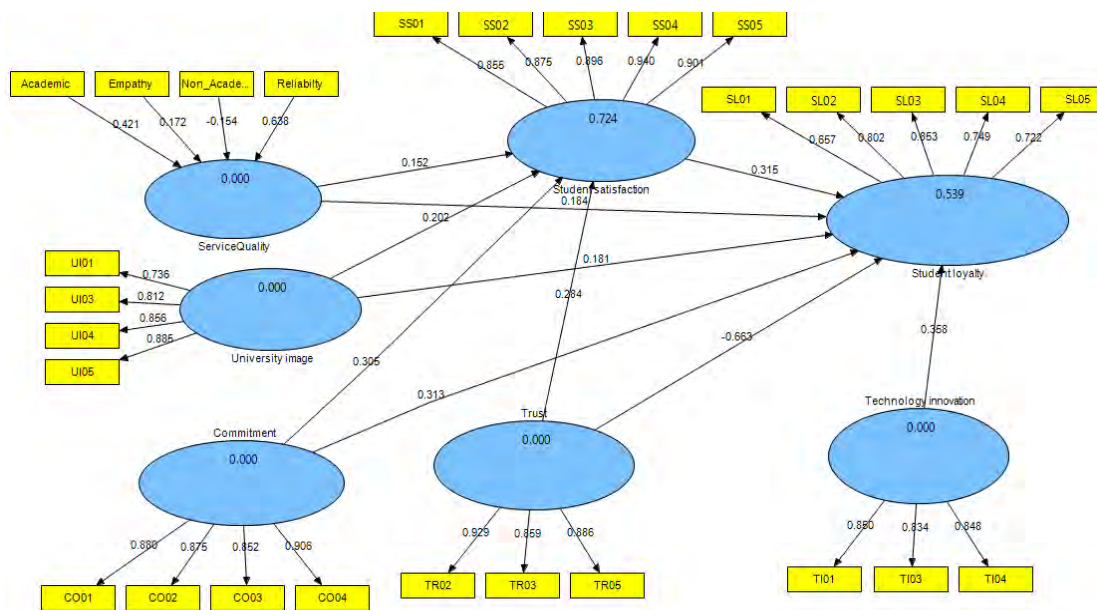 SS01
SS02
SS03
SS04
SS05
0.855
0.875
0.896
0.940
0.901
Academic
Empathy
Non_Acade...
Reliabilty
0.421
0.172
-0.154
0.638
SL01
SL02
SL03
SL04
SL05
0.657
0.802
0.853
0.749
0.722
0.724
Student satisfaction
0.000
ServiceQuality
0.152
0.184
0.315
0.539
Student loyalty
0.202
0.181
UI01
UI03
UI04
UI05
0.736
0.812
0.856
0.885
0.000
University image
0.284
0.305
0.313
-0.663
0.358
Commitment
0.000
Trust
0.000
Technology innovation
0.000
0.880
0.875
0.852
0.906
CO01
CO02
CO03
CO04
0.929
0.859
0.886
TR02
TR03
TR05
0.850
0.834
0.848
TI01
TI03
TI04